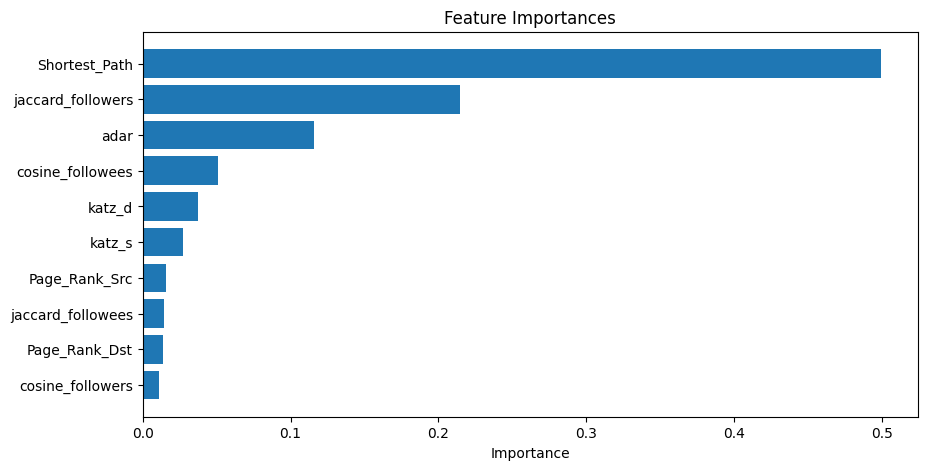 Feature Importances
Shortest_Path
jaccard_followers
adar
cosine_followees
katz_d
katz_s
Page_Rank_Src
jaccard_followees
Page_Rank_Dst
cosine_followers
0.0 0.1 0.2 0.3 0.4 0.5
Importance